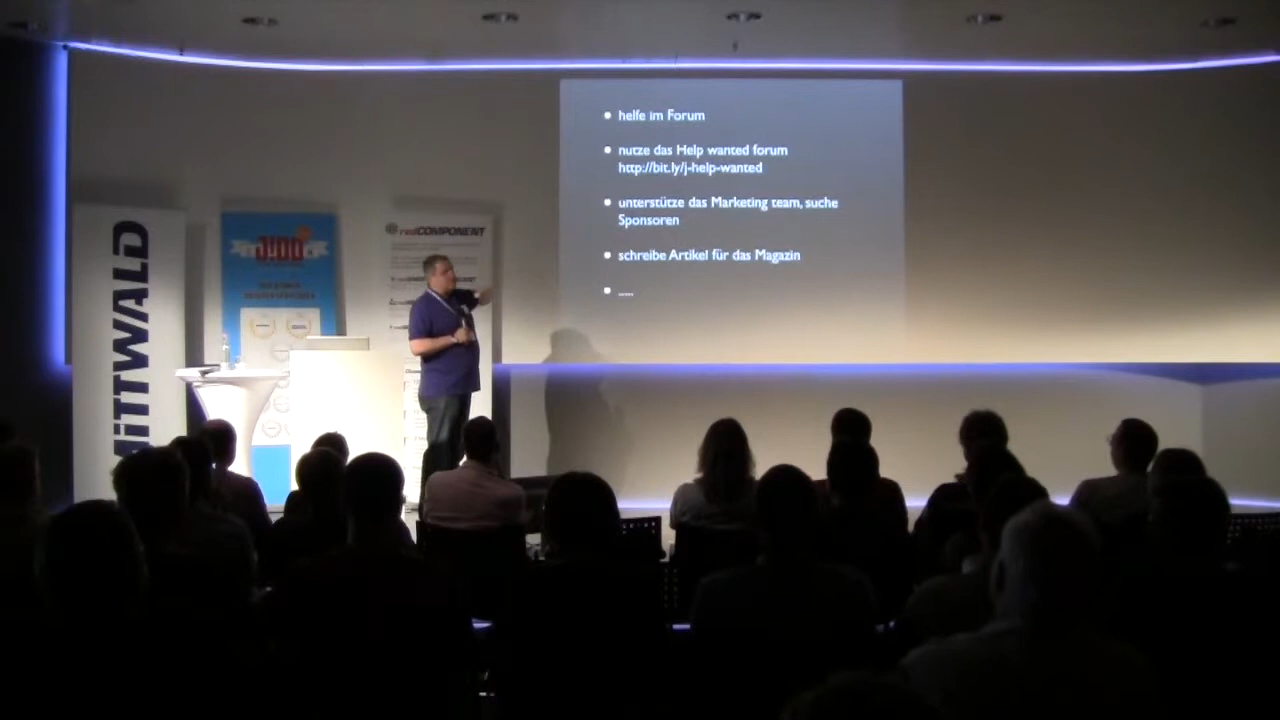 helfe im Forum
nutze das Help wanted forum
http://bit.ly/j-help-wanted
unterstütze das Marketing team, suche
Sponsoren
schreibe Artikel für das Magazin
.....
MITTWALD
redCOMPONENT